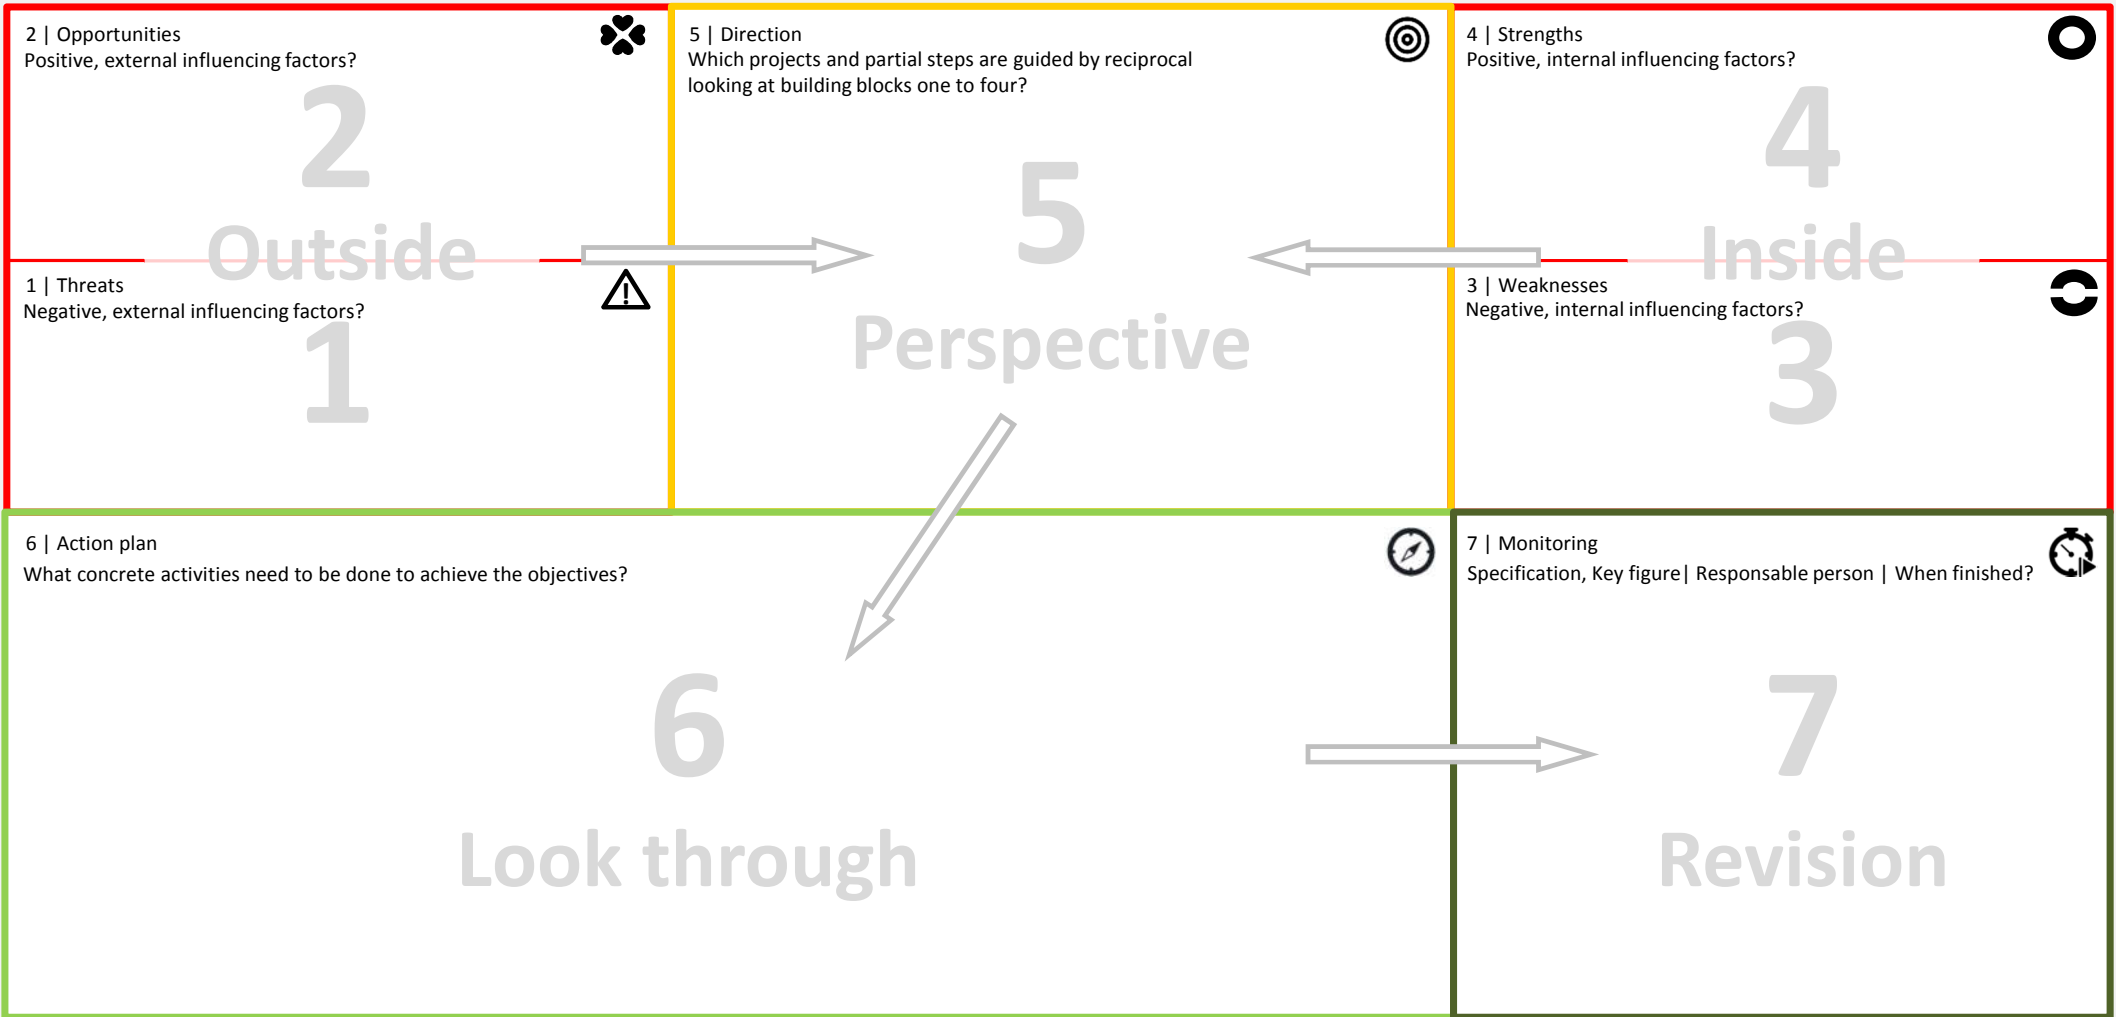 2 | Opportunities
Positive, external influencing factors?
2
Outside
1 | Threats
Negative, external influencing factors?
1
5 | Direction
Which projects and partial steps are guided by reciprocal
looking at building blocks one to four?
5
Perspective
4 | Strengths
Positive, internal influencing factors?
4
Inside
3 | Weaknesses
Negative, internal influencing factors?
3
6 | Action plan
What concrete activities need to be done to achieve the objectives?
6
Look through
7 | Monitoring
Specification, Key figure| Responsable person | When finished?
7
Revision